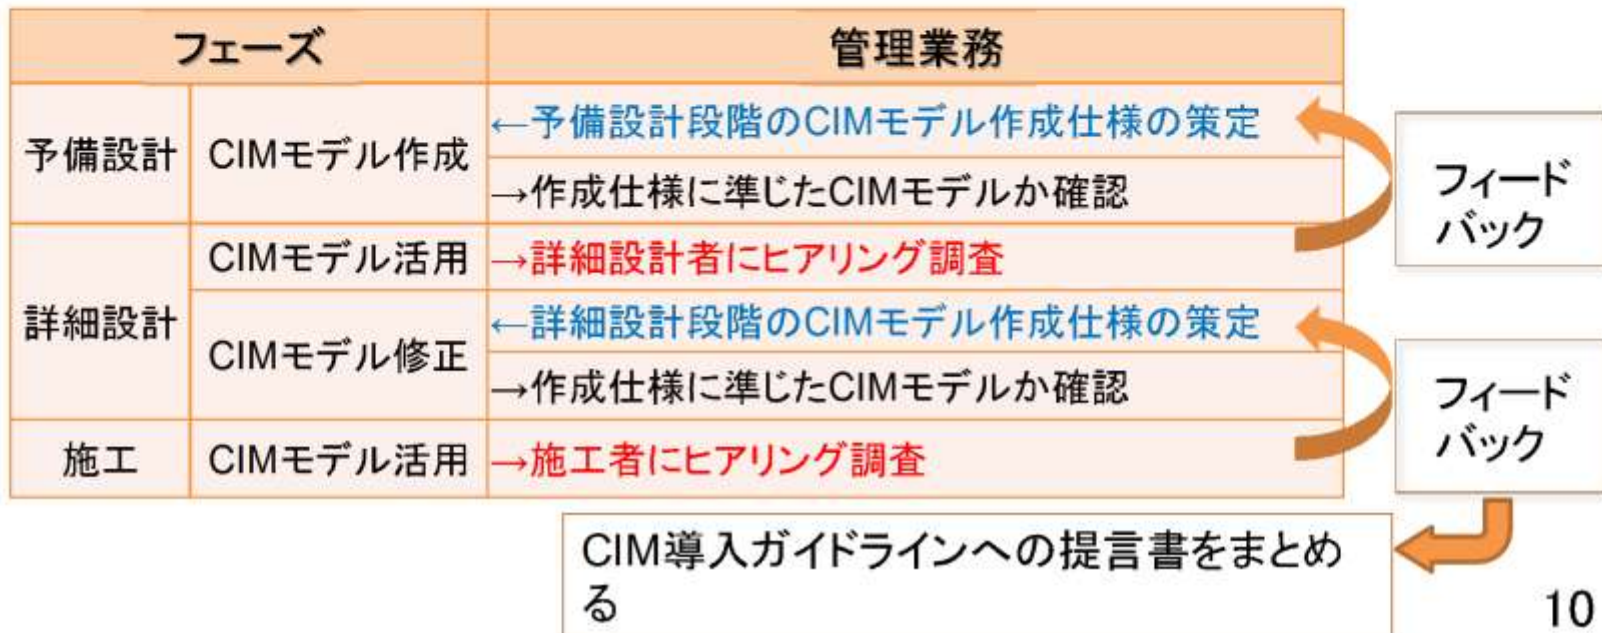 フェーズ
管理業務
予備設計
CIMモデル作成
←予備設計段階のCIMモデル作成仕様の策定
→作成仕様に準じたCIMモデルか確認
詳細設計
CIMモデル活用
→詳細設計者にヒアリング調査
CIMモデル修正
←詳細設計段階のCIMモデル作成仕様の策定
→作成仕様に準じたCIMモデルか確認
施工
CIMモデル活用
→施工者にヒアリング調査
フィード
バック
フィード
バック
CIM導入ガイドラインへの提言書をまとめ
る
10